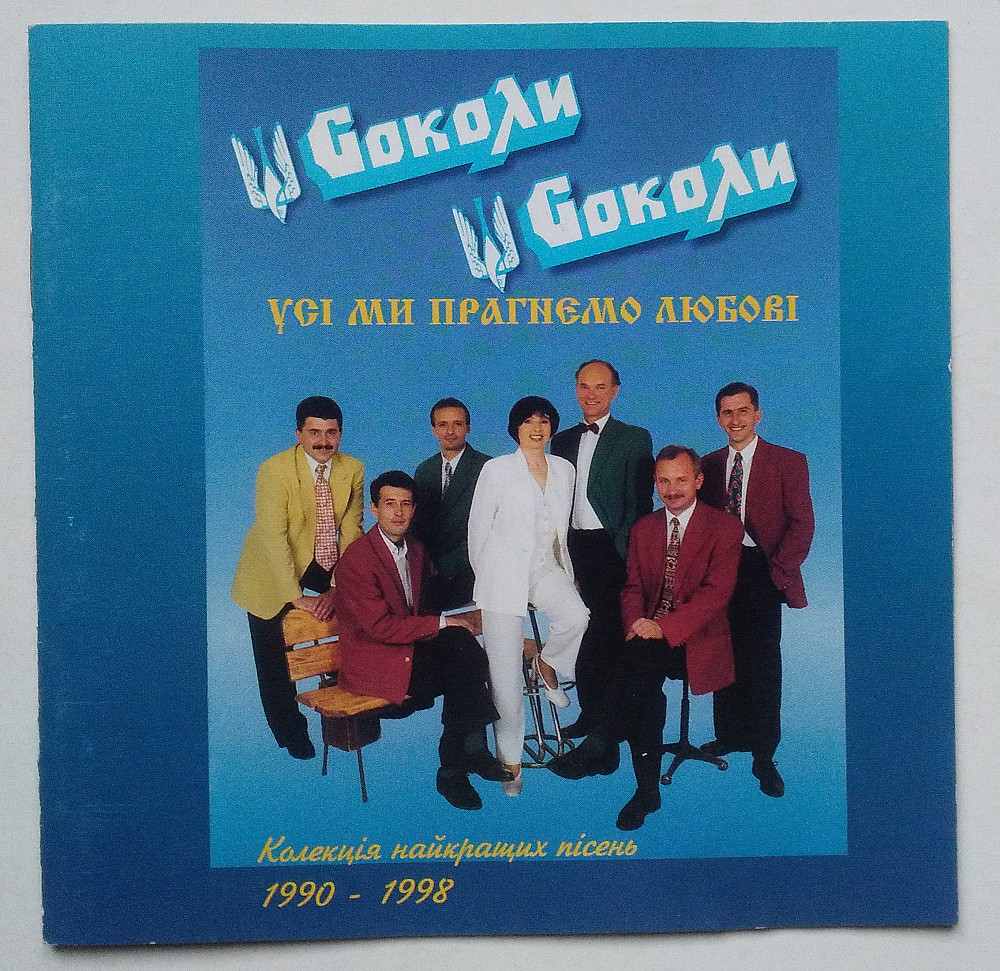 Соколи
Соколи
УСІ МИ ПРАГНЕМО ЛЮБОВІ
Колекція найкращих пісень
1990 - 1998